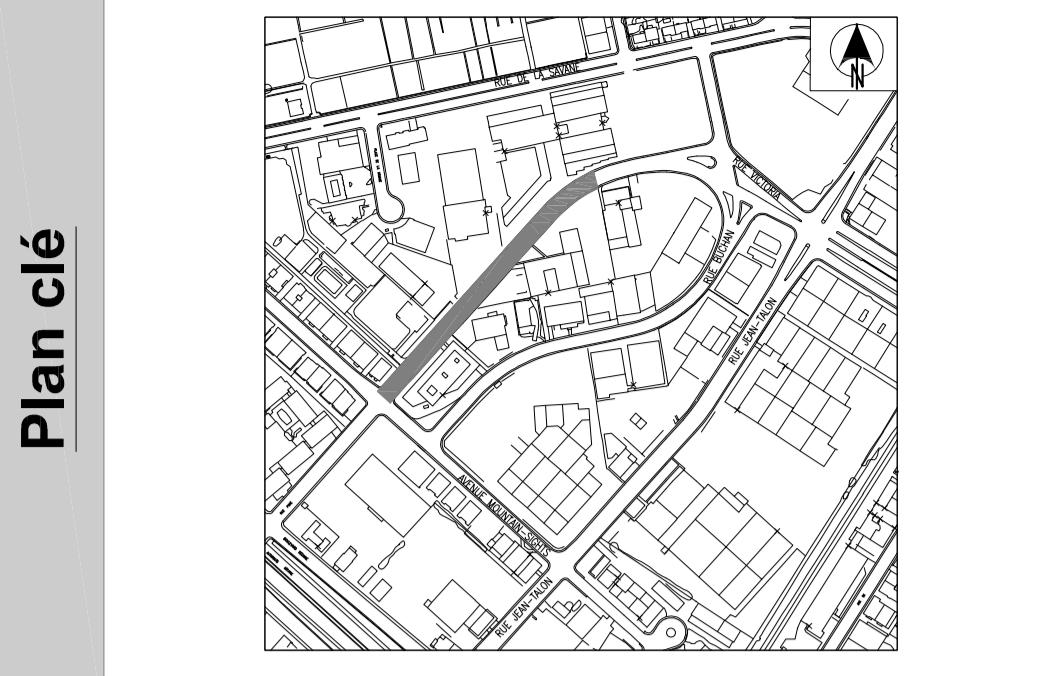 Plan clé
N
RUE DE LA SAVANE
RUE VICTORIA
RUE BUCHAN
RUE JEAN-TALON
AVENUE MOUNTAIN-SIGHTS
RUE JEAN-TALON